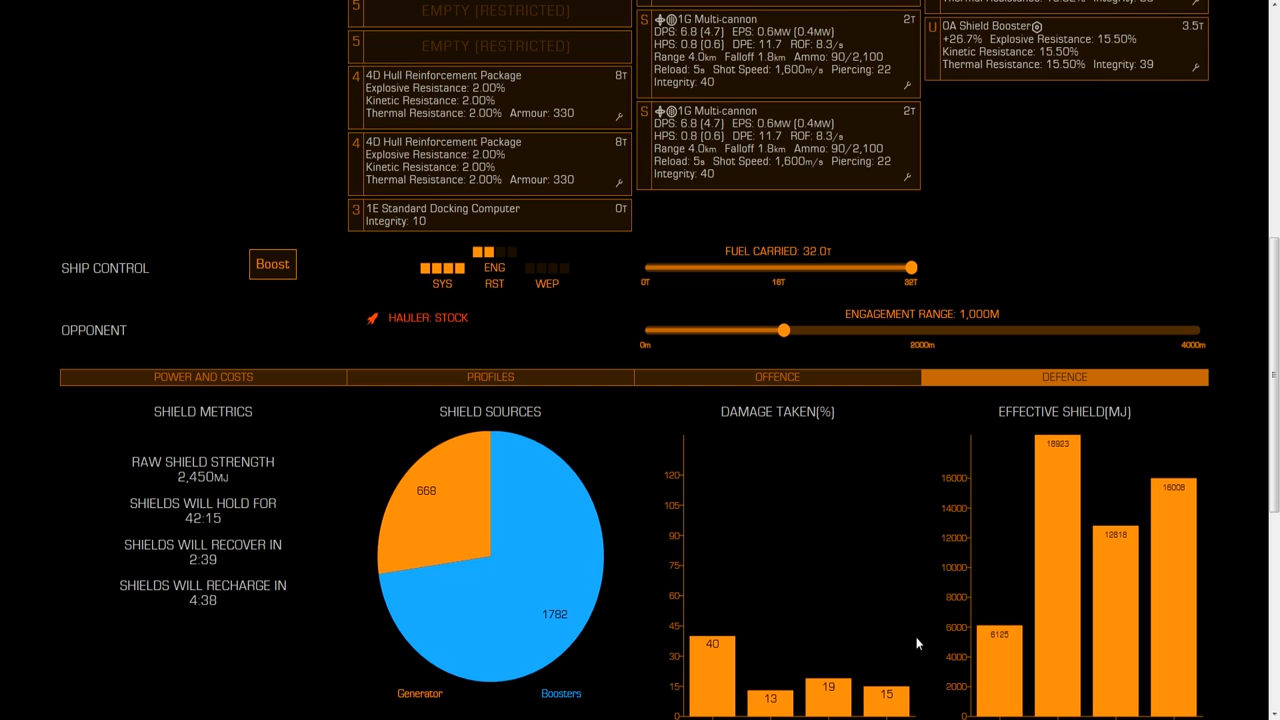 5
EMPTY (RESTRICTED)
5
EMPTY (RESTRICTED)
4
4D Hull Reinforcement Package
8T
Explosive Resistance: 2.00%
Kinetic Resistance: 2.00%
Thermal Resistance: 2.00% Armour: 330
4
4D Hull Reinforcement Package
8T
Explosive Resistance: 2.00%
Kinetic Resistance: 2.00%
Thermal Resistance: 2.00% Armour: 330
3
1E Standard Docking Computer
0T
Integrity: 10
S
1G Multi-cannon
2T
DPS: 6.8 [4.7] EPS: 0.6MW [0.4MW]
HPS: 0.8 [0.6] DPE: 11.7 ROF: 8.3/s
Range 4.0km Falloff 1.8km Ammo: 90/2,100
Reload: 5s Shot Speed: 1,600m/s Piercing: 22
Integrity: 40
S
1G Multi-cannon
2T
DPS: 6.8 [4.7] EPS: 0.6MW [0.4MW]
HPS: 0.8 [0.6] DPE: 11.7 ROF: 8.3/s
Range 4.0km Falloff 1.8km Ammo: 90/2,100
Reload: 5s Shot Speed: 1,600m/s Piercing: 22
Integrity: 40
U
0A Shield Booster
3.5T
+26.7% Explosive Resistance: 15.50%
Kinetic Resistance: 15.50%
Thermal Resistance: 15.50% Integrity: 39
SHIP CONTROL
Boost
SYS
ENG
RST
WEP
FUEL CARRIED: 32.0T
0T
16T
32T
OPPONENT
HAULER: STOCK
ENGAGEMENT RANGE: 1,000M
0m
2000m
4000m
POWER AND COSTS
PROFILES
OFFENCE
DEFENCE
SHIELD METRICS
RAW SHIELD STRENGTH
2,450MJ
SHIELDS WILL HOLD FOR
42:15
SHIELDS WILL RECOVER IN
2:39
SHIELDS WILL RECHARGE IN
4:38
SHIELD SOURCES
668
1782
Generator
Boosters
DAMAGE TAKEN(%)
120
105
90
75
60
45
30
15
0
40
13
19
15
EFFECTIVE SHIELD(MJ)
16000
14000
12000
10000
8000
6000
4000
2000
0
6125
18923
12818
16008